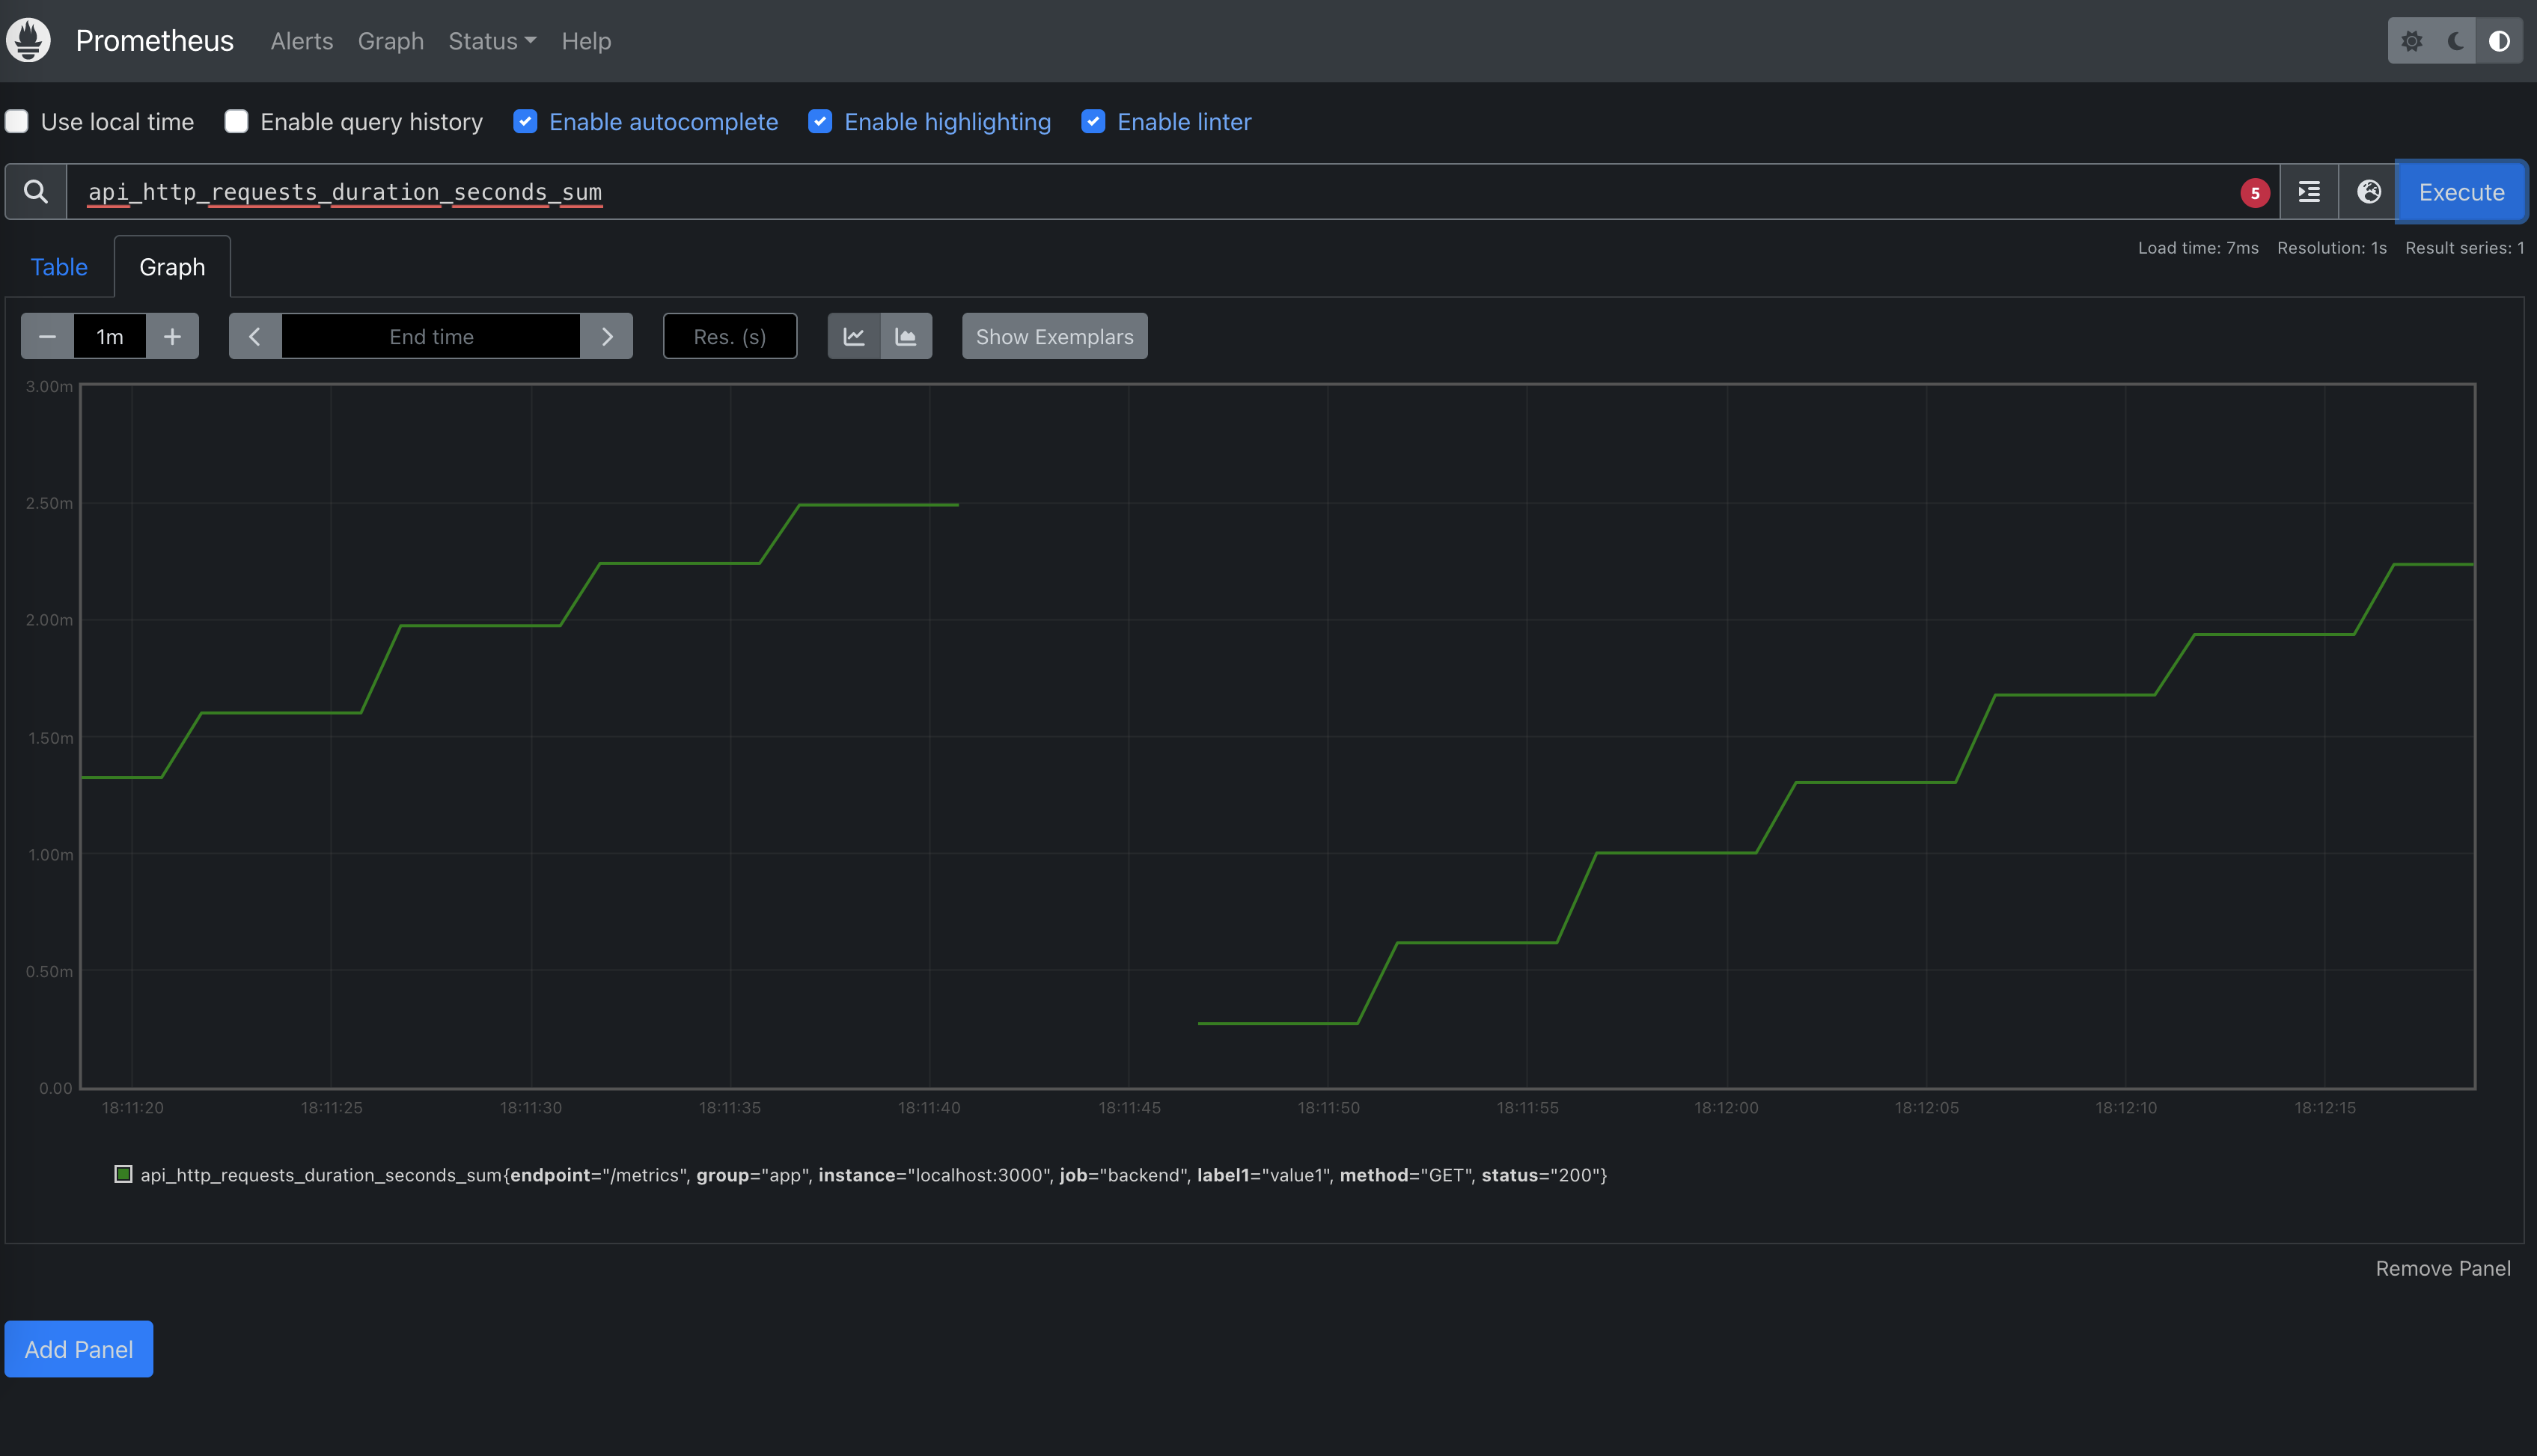 Prometheus Alerts Graph Status Help
Use local time Enable query history Enable autocomplete Enable highlighting Enable linter
api_http_requests_duration_seconds_sum 5 Execute
Load time: 7ms Resolution: 1s Result series: 1
Table Graph
1m End time Res. (s) Show Exemplars
3.00m
2.50m
2.00m
1.50m
1.00m
0.50m
0.00
18:11:20 18:11:25 18:11:30 18:11:35 18:11:40 18:11:45 18:11:50 18:11:55 18:12:00 18:12:05 18:12:10 18:12:15
api_http_requests_duration_seconds_sum{endpoint="/metrics", group="app", instance="localhost:3000", job="backend", label1="value1", method="GET", status="200"}
Remove Panel
Add Panel